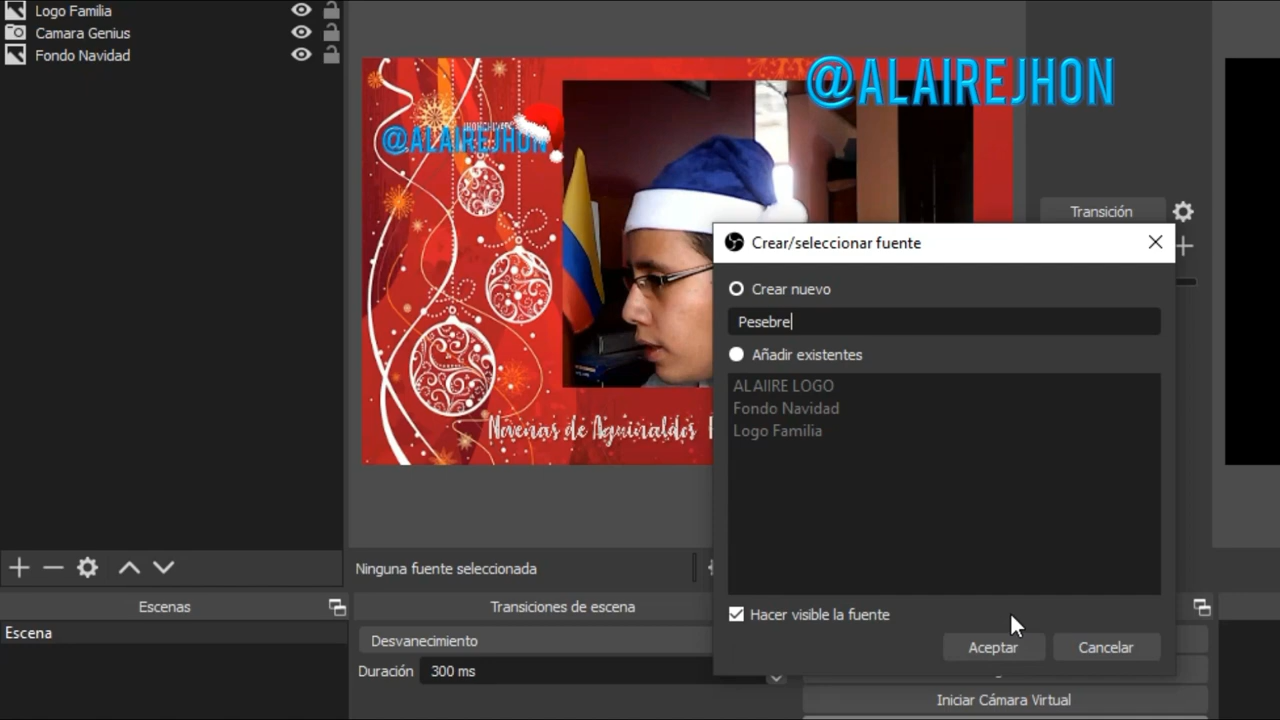 Logo Familia
Camara Genius
Fondo Navidad
@ALAIREJHON
@ALAIREJHON
Transición
Crear/seleccionar fuente
Crear nuevo
Pesebre
Añadir existentes
ALAIIRE LOGO
Fondo Navidad
Logo Familia
Novenas de Aguinaldos
Hacer visible la fuente
Aceptar
Cancelar
Ninguna fuente seleccionada
Escenas
Transiciones de escena
Escena
Desvanecimiento
Duración
300 ms
Iniciar Cámara Virtual